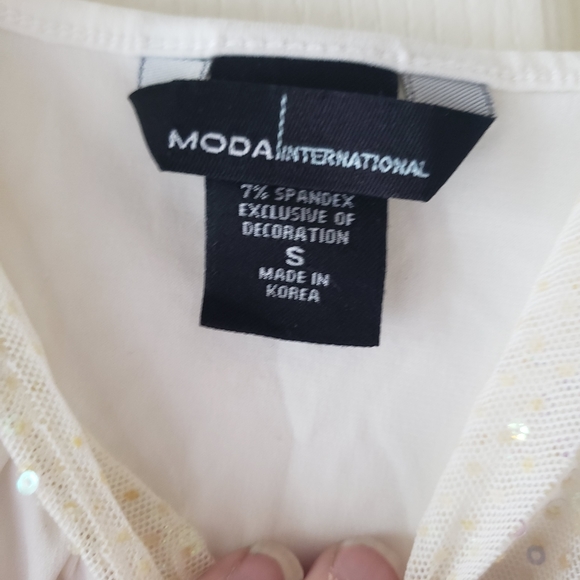 MODA INTERNATIONAL
7% SPANDEX
EXCLUSIVE OF
DECORATION
S
MADE IN
KOREA